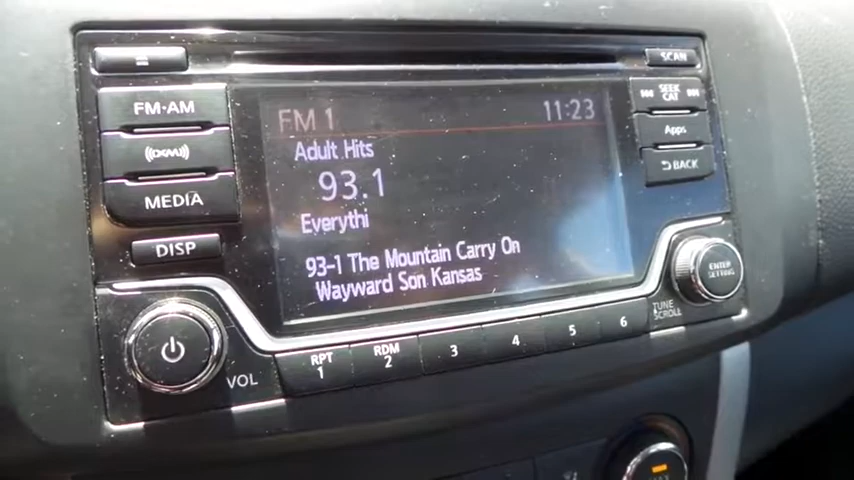 SCAN
FM·AM
SEEK
CAT
FM 1
11:23
((XM))
Apps
Adult Hits
93.1
MEDIA
BACK
Everythi
DISP
93-1 The Mountain Carry On
Wayward Son Kansas
ENTER
SETTING
TUNE
SCROLL
VOL
RPT
1
RDM
2
3
4
5
6